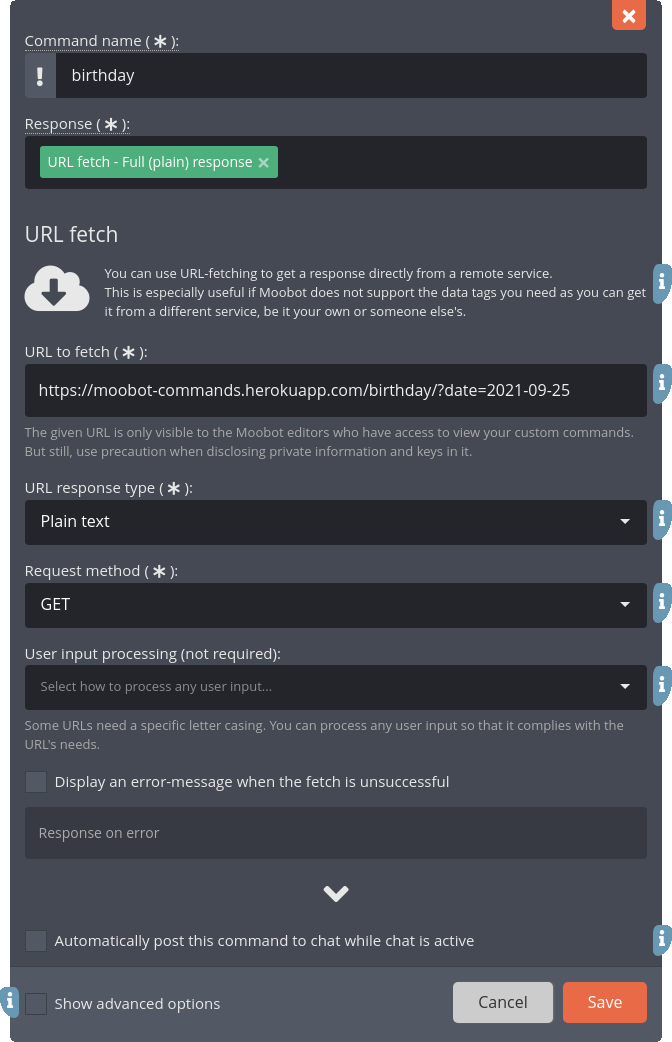 Command name ( ∗ ):
! birthday
Response ( ∗ ):
URL fetch - Full (plain) response ×
URL fetch
You can use URL-fetching to get a response directly from a remote service.
This is especially useful if Moobot does not support the data tags you need as you can get
it from a different service, be it your own or someone else's.
URL to fetch ( ∗ ):
https://moobot-commands.herokuapp.com/birthday/?date=2021-09-25
The given URL is only visible to the Moobot editors who have access to view your custom commands.
But still, use precaution when disclosing private information and keys in it.
URL response type ( ∗ ):
Plain text
Request method ( ∗ ):
GET
User input processing (not required):
Select how to process any user input...
Some URLs need a specific letter casing. You can process any user input so that it complies with the
URL's needs.
Display an error-message when the fetch is unsuccessful
Response on error
Automatically post this command to chat while chat is active
Show advanced options
Cancel
Save